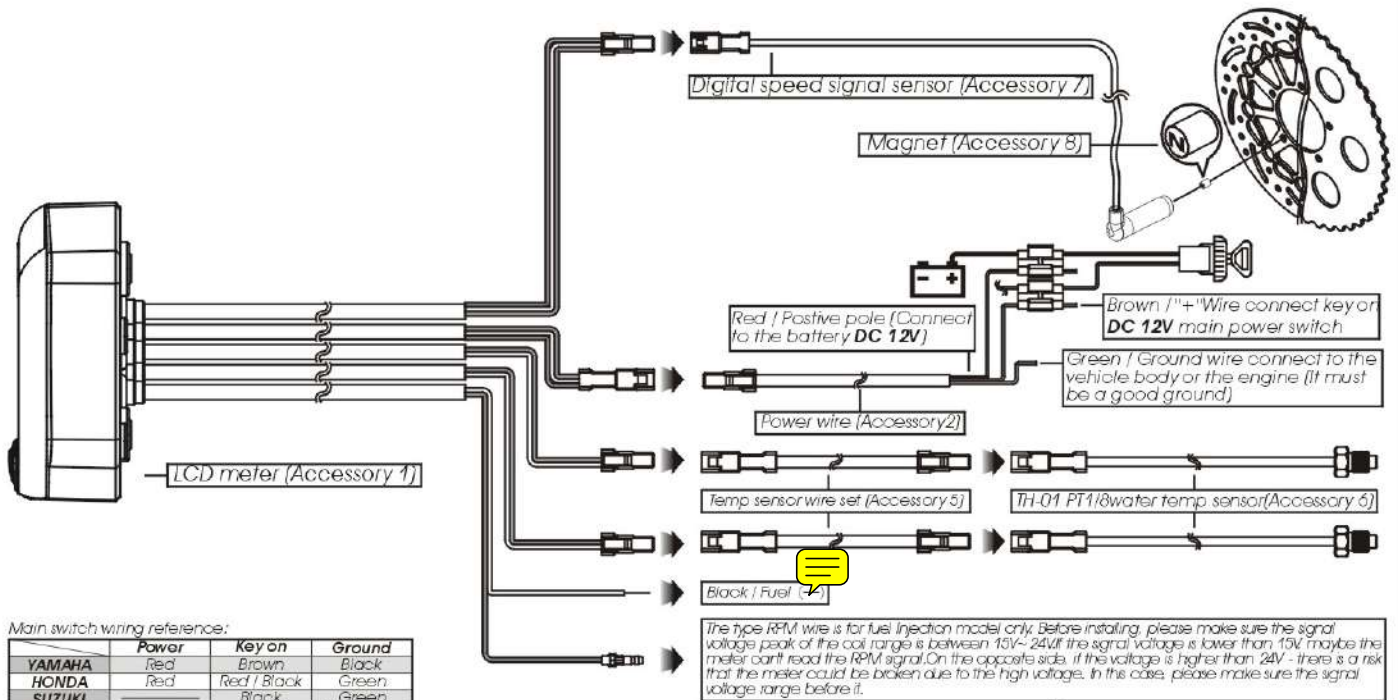 Digital speed signal sensor (Accessory 7)
Magnet (Accessory 8)
N
- +
Red / Postive pole (Connect
to the battery DC 12V)
Brown / "+"Wire connect key on
DC 12V main power switch
Green / Ground wire connect to the
vehicle body or the engine (It must
be a good ground)
Power wire (Accessory2)
LCD meter (Accessory 1)
Temp sensor wire set (Accessory 5)
TH-01 PT1/8water temp sensor(Accessory 6)
Black / Fuel
The type RPM wire is for fuel Injection model only. Before installing, please make sure the signal
voltage peak of the coil range is between 15V~ 24V.If the signal voltage is lower than 15V, maybe the
meter can't read the RPM signal.On the opposite side, if the voltage is higher than 24V - there is a risk
that the meter could be broken due to the high voltage. In this case, please make sure the signal
voltage range before it.
Main switch wiring reference:
Power Key on Ground
YAMAHA Red Brown Black
HONDA Red Red / Black Green
SUZUKI Black Green